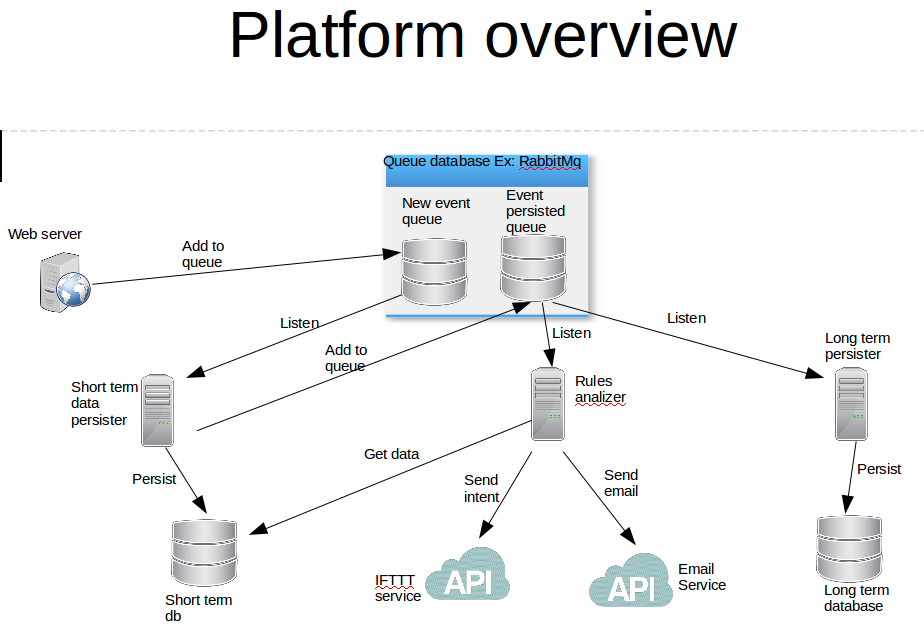 Platform overview
Queue database Ex: RabbitMq
New event
queue
Event
persisted
queue
Web server
Add to
queue
Listen
Add to
queue
Listen
Listen
Long term
persister
Short term
data
persister
Rules
analizer
Persist
Get data
Send
intent
Send
email
Persist
IFTTT
service
API
API
Email
Service
Short term
db
Long term
database